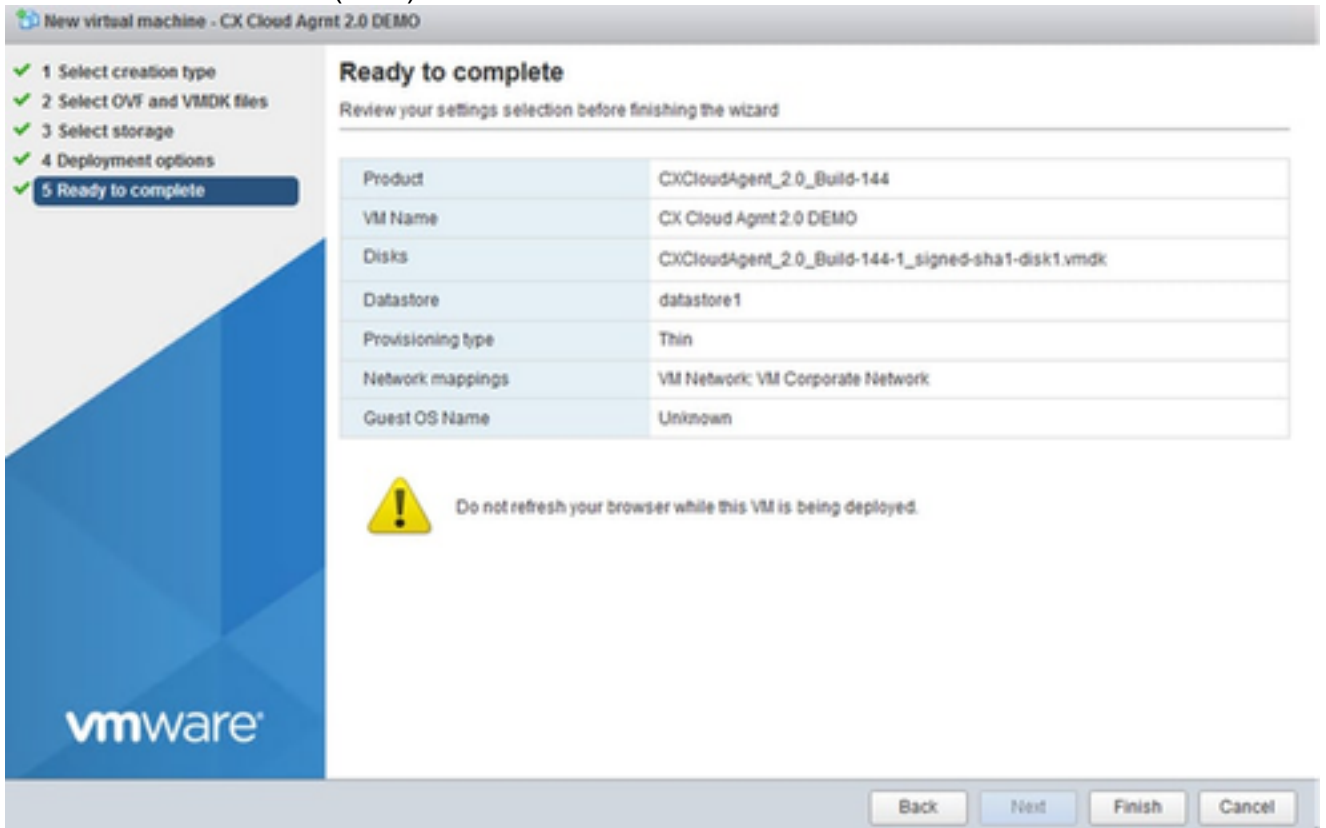 New virtual machine - CX Cloud Agrnt 2.0 DEMO
1 Select creation type
2 Select OVF and VMDK files
3 Select storage
4 Deployment options
5 Ready to complete
Ready to complete
Review your settings selection before finishing the wizard
Product CXCloudAgent_2.0_Build-144
VM Name CX Cloud Agrnt 2.0 DEMO
Disks CXCloudAgent_2.0_Build-144-1_signed-sha1-disk1.vmdk
Datastore datastore1
Provisioning type Thin
Network mappings VM Network: VM Corporate Network
Guest OS Name Unknown
Do not refresh your browser while this VM is being deployed.
vmware
Back Next Finish Cancel